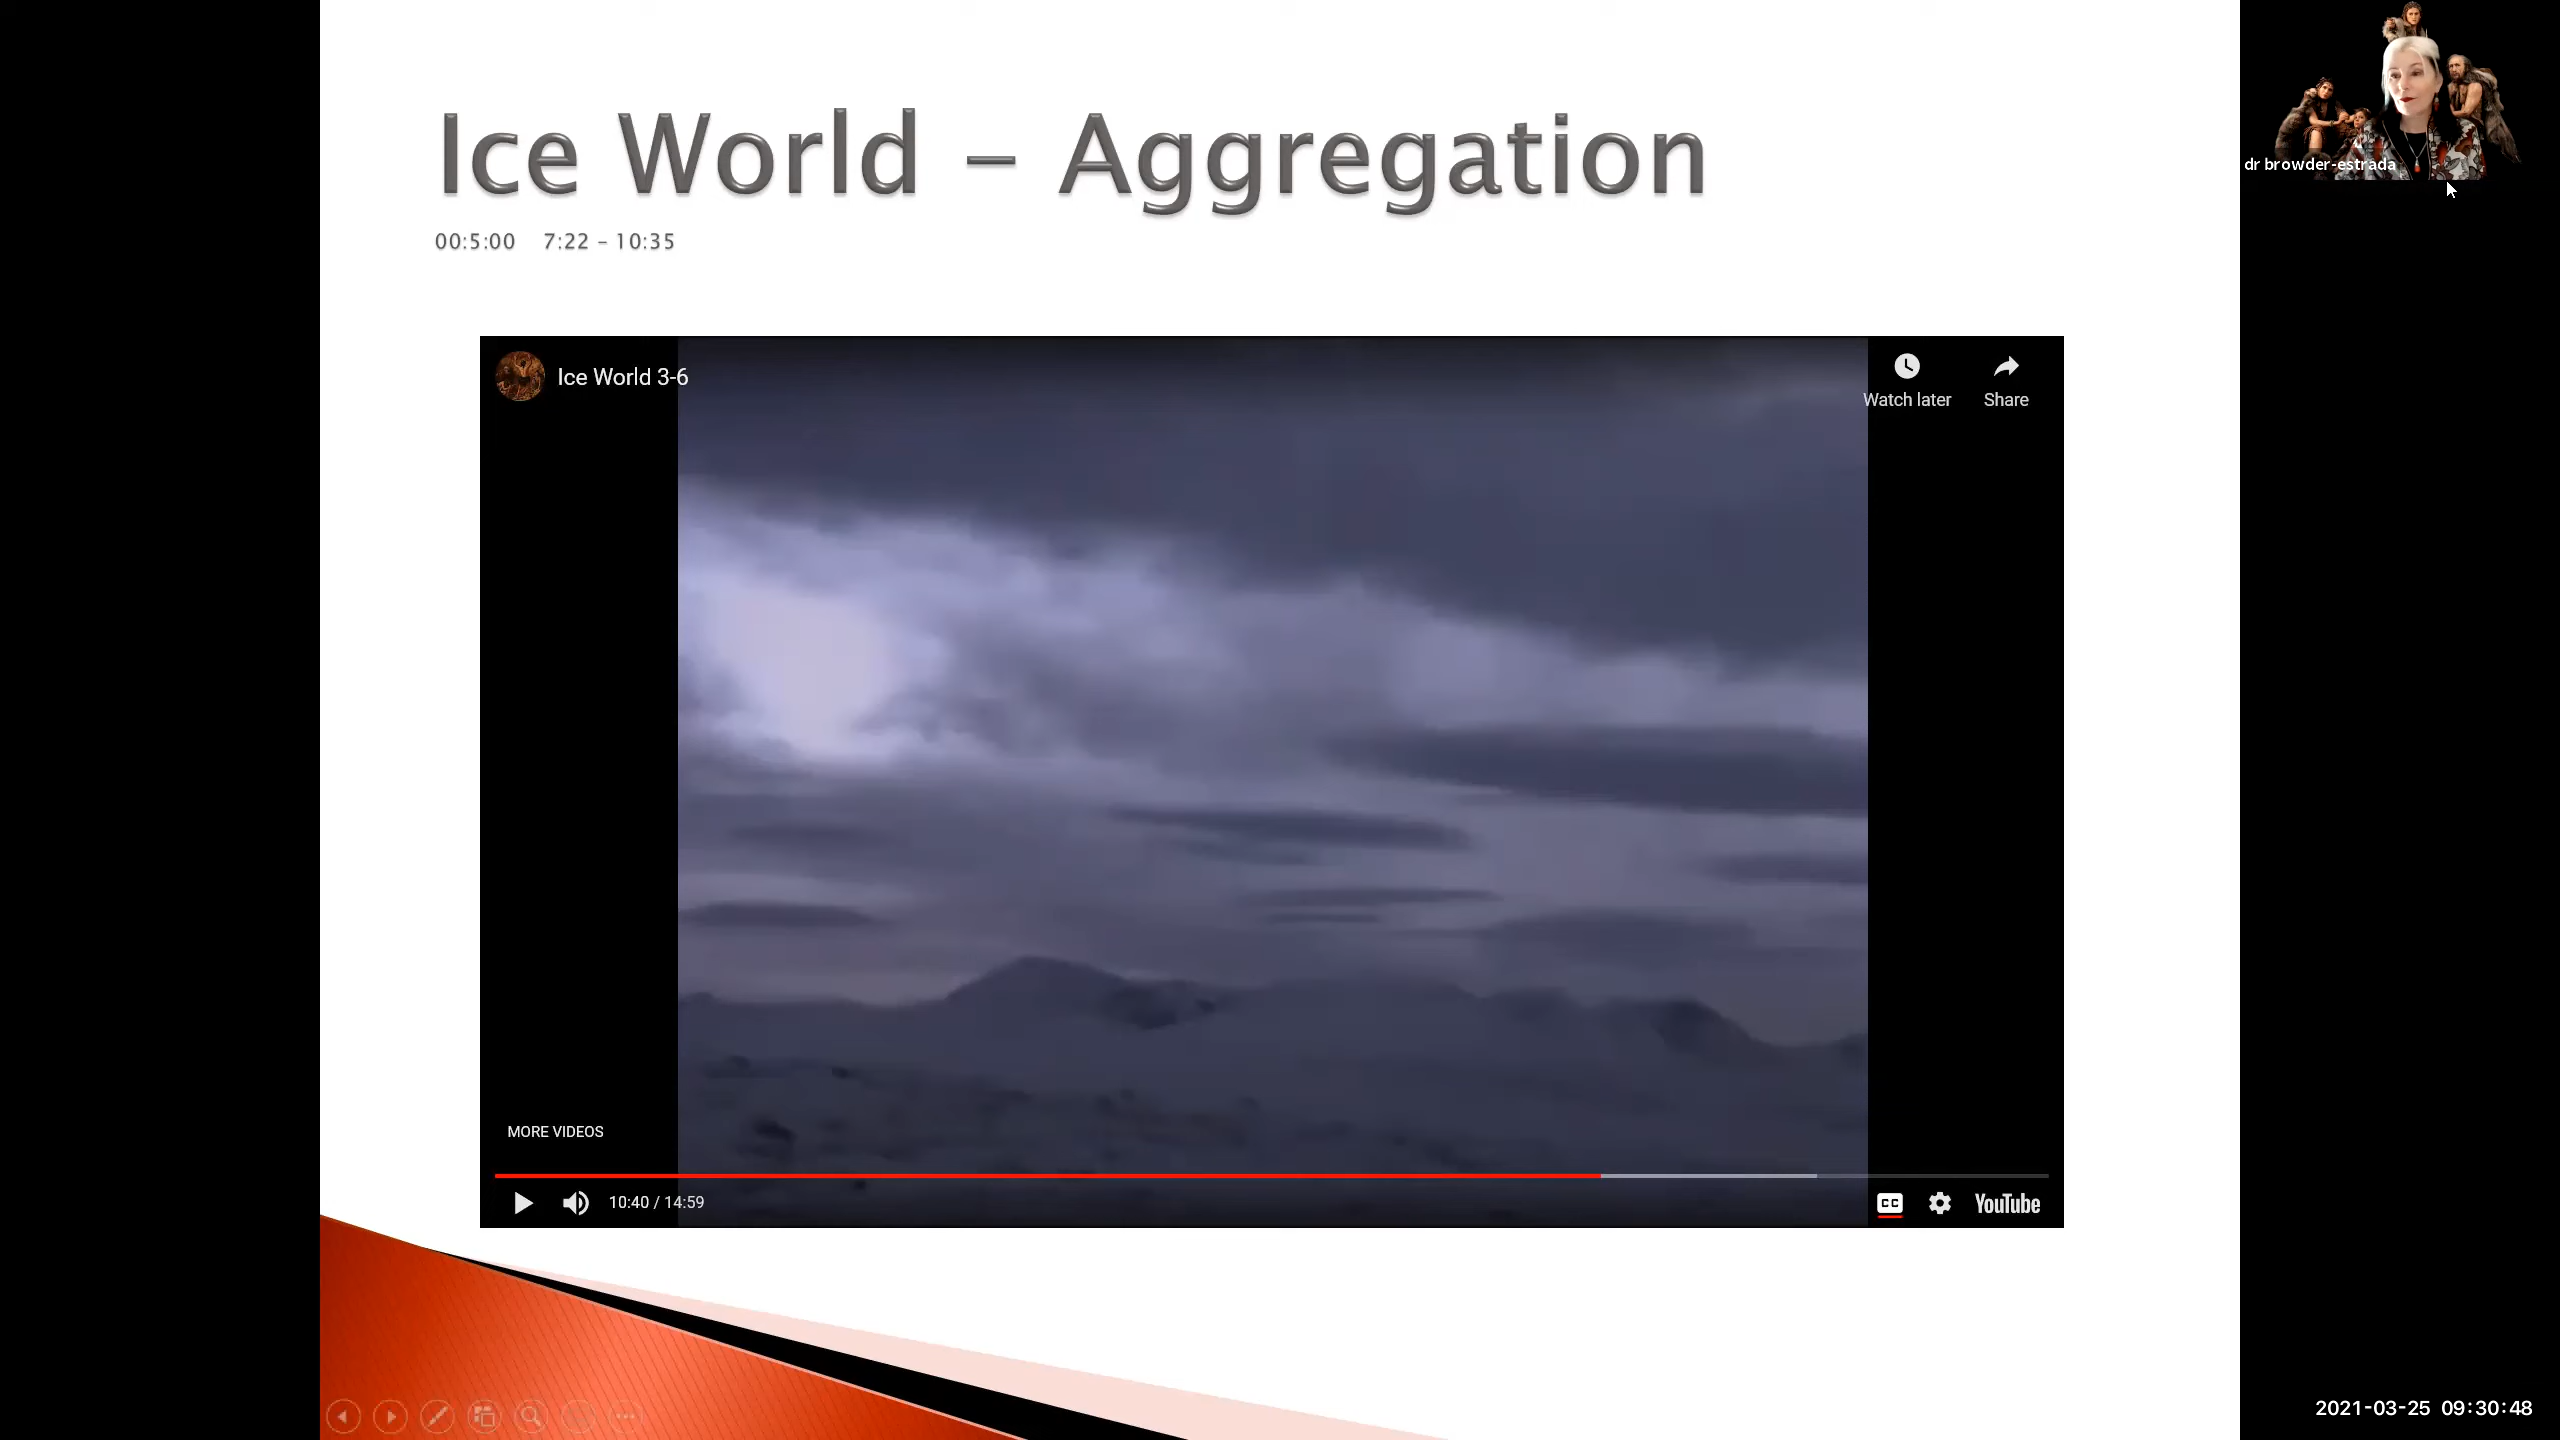 Ice World – Aggregation
00:5:00 7:22 – 10:35
Ice World 3-6
Watch later
Share
MORE VIDEOS
10:40 / 14:59
CC
YouTube
dr browder-estrada
2021-03-25 09:30:48